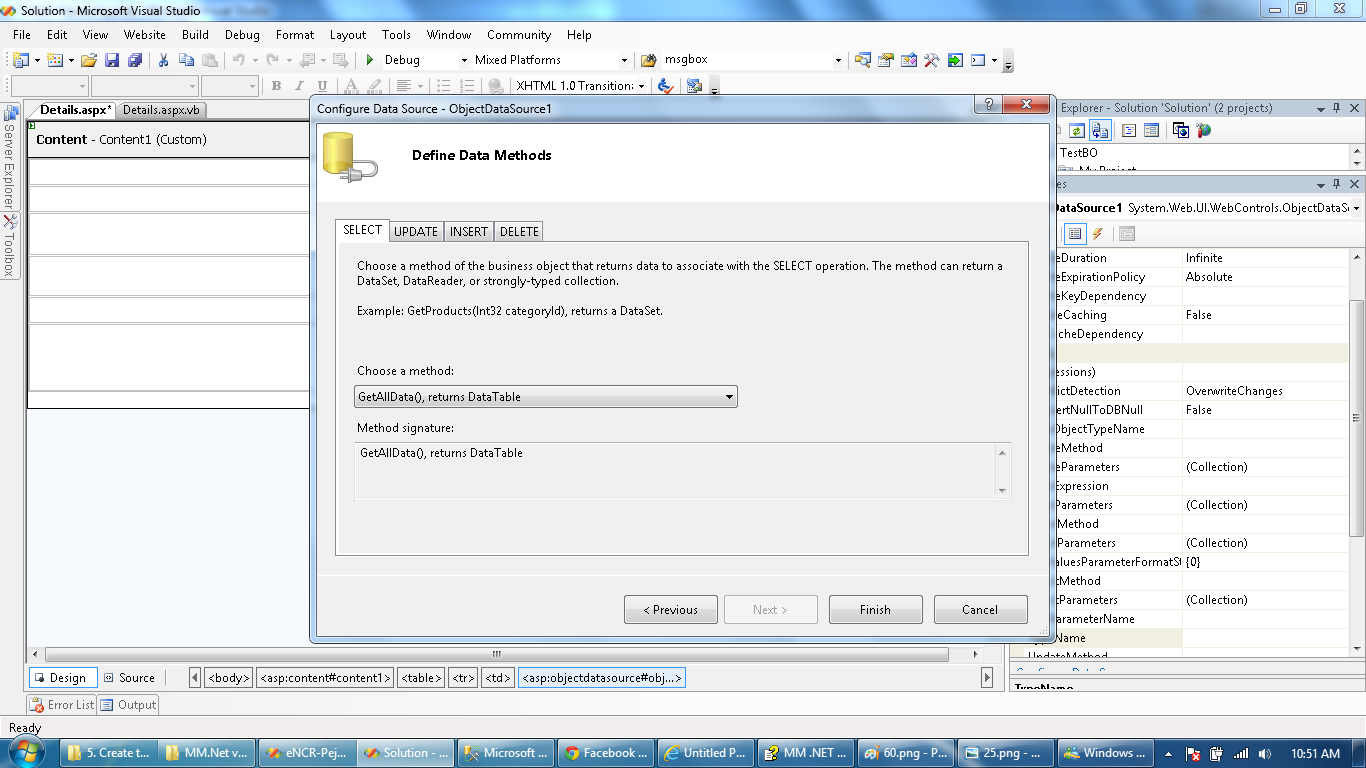 Solution - Microsoft Visual Studio
File Edit View Website Build Debug Format Layout Tools Window Community Help
Debug Mixed Platforms msgbox
B I U A XHTML 1.0 Transition:
Details.aspx* Details.aspx.vb
Server Explorer
Toolbox
Content - Content1 (Custom)
Configure Data Source - ObjectDataSource1
Define Data Methods
SELECT UPDATE INSERT DELETE
Choose a method of the business object that returns data to associate with the SELECT operation. The method can return a
DataSet, DataReader, or strongly-typed collection.
Example: GetProducts(Int32 categoryId), returns a DataSet.
Choose a method:
GetAllData(), returns DataTable
Method signature:
GetAllData(), returns DataTable
< Previous Next > Finish Cancel
Explorer - Solution 'Solution' (2 projects)
TestBO
My Project
es
DataSource1 System.Web.UI.WebControls.ObjectDataS
eDuration Infinite
eExpirationPolicy Absolute
eKeyDependency
eCaching False
cheDependency
essions)
ictDetection OverwriteChanges
ertNullToDBNull False
ObjectTypeName
eMethod
eParameters (Collection)
Expression
Parameters (Collection)
Method
Parameters (Collection)
aluesParameterFormatSt {0}
ctMethod
ctParameters (Collection)
arameterName
Name
UpdateMethod
TypeName
Design Source <body> <asp:content#content1> <table> <tr> <td> <asp:objectdatasource#obj...>
Error List Output
Ready
5. Create t... MM.Net v... eNCR-Pej... Solution - ... Microsoft ... Facebook ... Untitled P... MM .NET ... 60.png - P... 25.png - ... Windows ... 10:51 AM